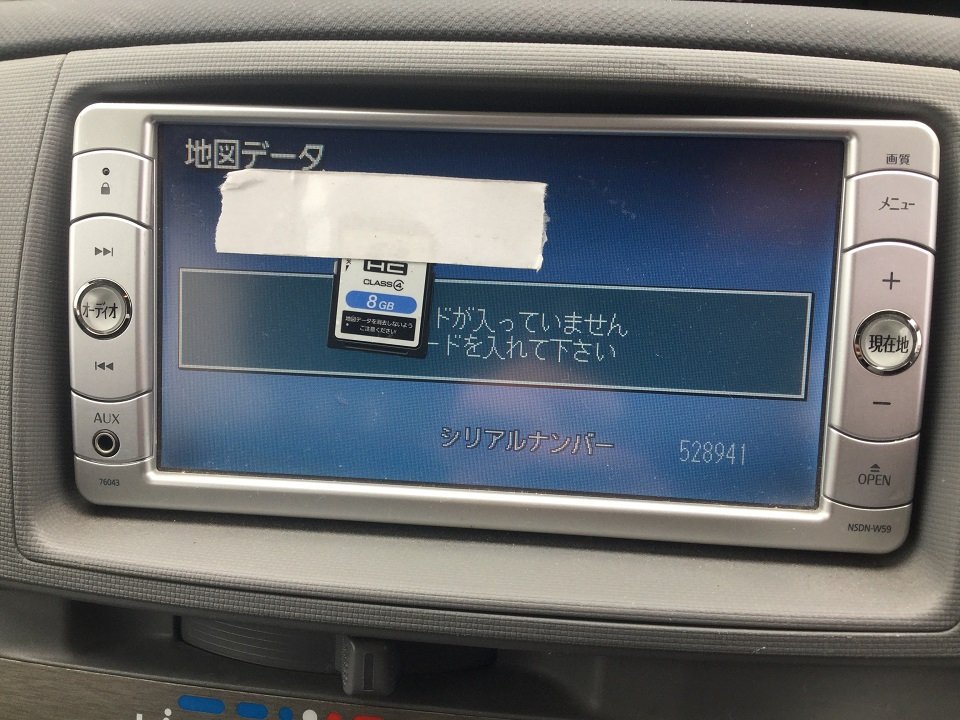 地図データ
HC
CLASS4
8GB
地図データを消去しないよう
ご注意ください
ドが入っていません
ードを入れて下さい
シリアルナンバー 528941
オーディオ
AUX
76043
画質
メニュー
+
現在地
−
OPEN
NSDN-W59